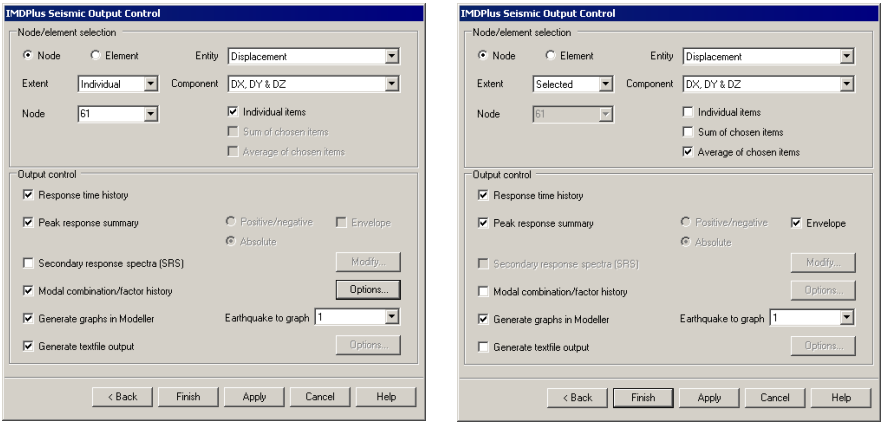 IMDPlus Seismic Output Control
Node/element selection
Node Element Entity Displacement
Extent Individual Component DX, DY & DZ
Node 61 Individual items
Sum of chosen items
Average of chosen items
Output control
Response time history
Peak response summary Positive/negative Envelope
Absolute
Secondary response spectra (SRS) Modify...
Modal combination/factor history Options...
Generate graphs in Modeller Earthquake to graph 1
Generate textfile output Options...
< Back Finish Apply Cancel Help
IMDPlus Seismic Output Control
Node/element selection
Node Element Entity Displacement
Extent Selected Component DX, DY & DZ
Node 61 Individual items
Sum of chosen items
Average of chosen items
Output control
Response time history
Peak response summary Positive/negative Envelope
Absolute
Secondary response spectra (SRS) Modify...
Modal combination/factor history Options...
Generate graphs in Modeller Earthquake to graph 1
Generate textfile output Options...
< Back Finish Apply Cancel Help